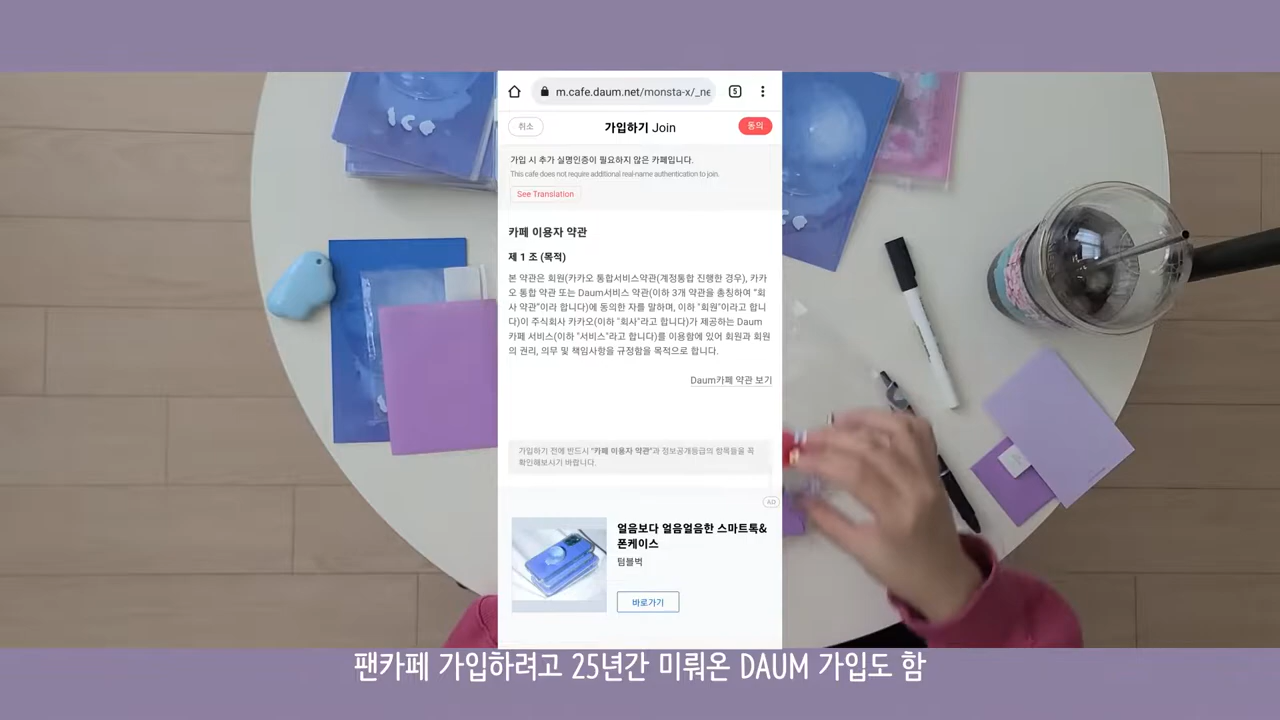 m.cafe.daum.net/monsta-x/_ne
5
취소
가입하기 Join
동의
가입 시 추가 실명인증이 필요하지 않은 카페입니다.
This cafe does not require additional real-name authentication to join.
See Translation
카페 이용자 약관
제 1 조 (목적)
본 약관은 회원(카카오 통합서비스약관(계정통합 진행한 경우), 카카
오 통합 약관 또는 Daum서비스 약관(이하 3개 약관을 총칭하여 "회
사 약관"이라 합니다)에 동의한 자를 말하며, 이하 "회원"이라고 합니
다)이 주식회사 카카오(이하 "회사"라고 합니다)가 제공하는 Daum
카페 서비스(이하 "서비스"라고 합니다)를 이용함에 있어 회원과 회원
의 권리, 의무 및 책임사항을 규정함을 목적으로 합니다.
Daum카페 약관 보기
가입하기 전에 반드시 "카페 이용자 약관"과 정보공개등급의 항목들을 꼭
확인해보시기 바랍니다.
AD
얼음보다 얼음얼음한 스마트톡&
폰케이스
텀블벅
바로가기
팬카페 가입하려고 25년간 미뤄온 DAUM 가입도 함